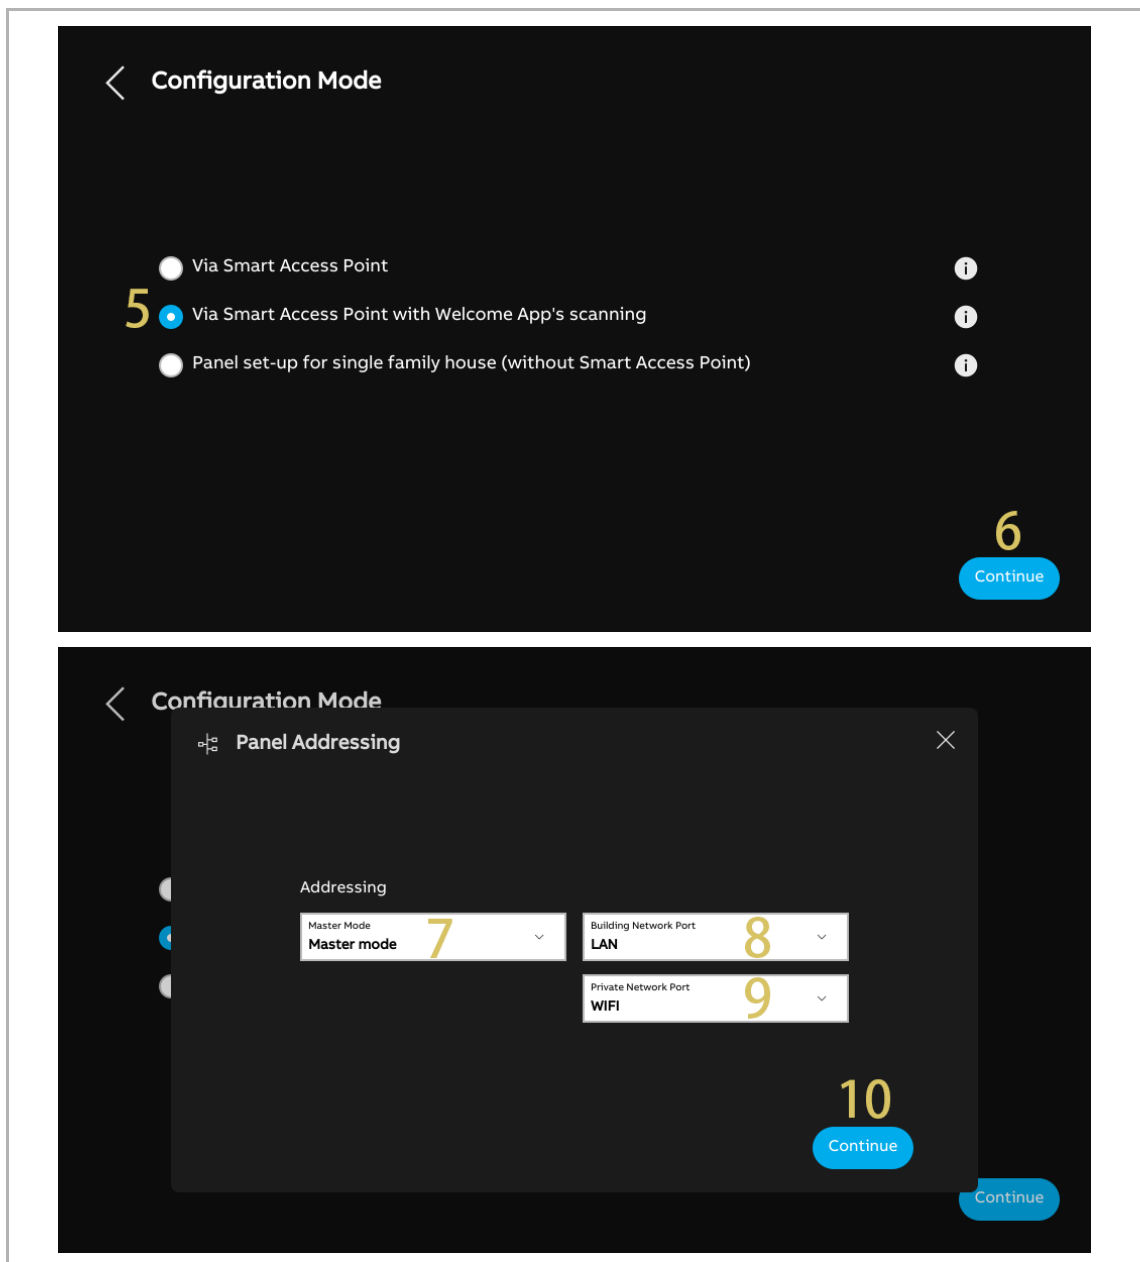 Configuration Mode
Via Smart Access Point
5
Via Smart Access Point with Welcome App's scanning
Panel set-up for single family house (without Smart Access Point)
6
Continue
Configuration Mode
Panel Addressing
Addressing
Master Mode
Master mode
7
Building Network Port
LAN
8
Private Network Port
WIFI
9
10
Continue
Continue